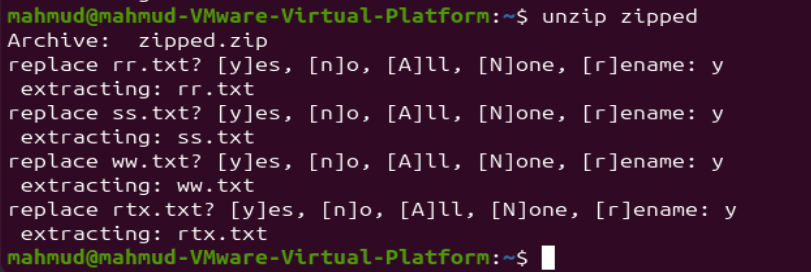 mahmud@mahmud-VMware-Virtual-Platform:~$ unzip zipped
Archive:  zipped.zip
replace rr.txt? [y]es, [n]o, [A]ll, [N]one, [r]ename: y
 extracting: rr.txt
replace ss.txt? [y]es, [n]o, [A]ll, [N]one, [r]ename: y
 extracting: ss.txt
replace ww.txt? [y]es, [n]o, [A]ll, [N]one, [r]ename: y
 extracting: ww.txt
replace rtx.txt? [y]es, [n]o, [A]ll, [N]one, [r]ename: y
 extracting: rtx.txt
mahmud@mahmud-VMware-Virtual-Platform:~$